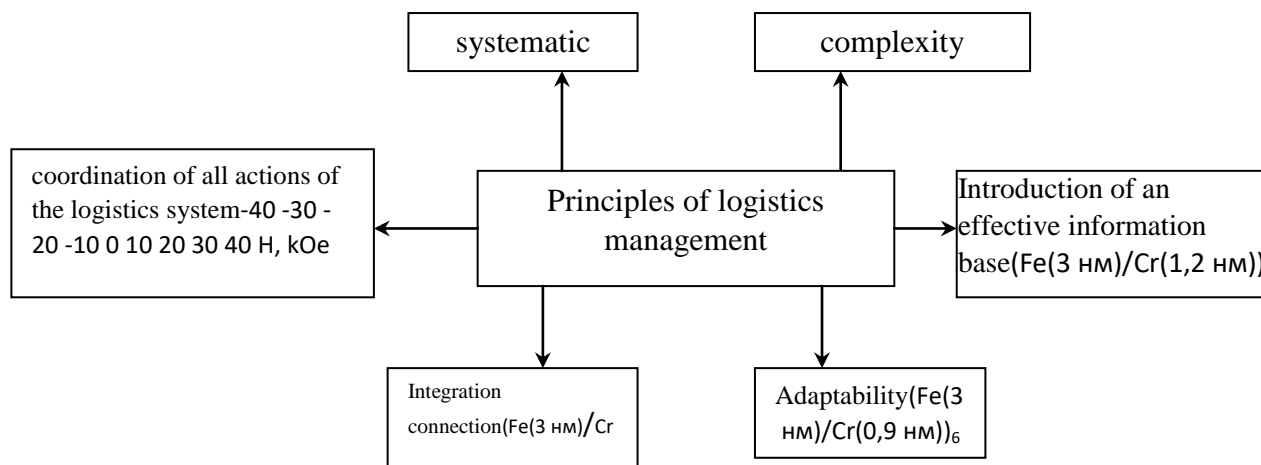 systematic
complexity
coordination of all actions of
the logistics system-40 -30 -
20 -10 0 10 20 30 40 H, kOe
Principles of logistics
management
Introduction of an
effective information
base(Fe(3 нм)/Cr(1,2 нм))
Integration
connection(Fe(3 нм)/Cr
Adaptability(Fe(3
нм)/Cr(0,9 нм))₆